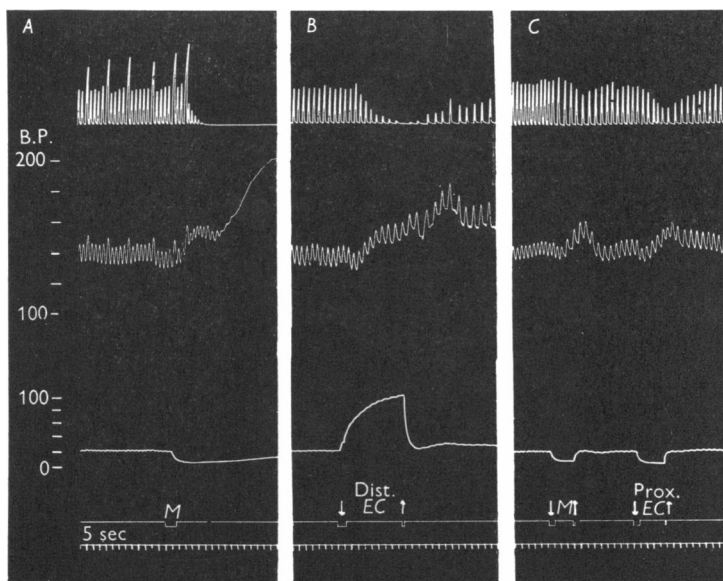 A B C
B.P.
200
100
100
0
Dist. Prox.
M ↓ EC ↑ ↓ M ↑ ↓ EC ↑
5 sec